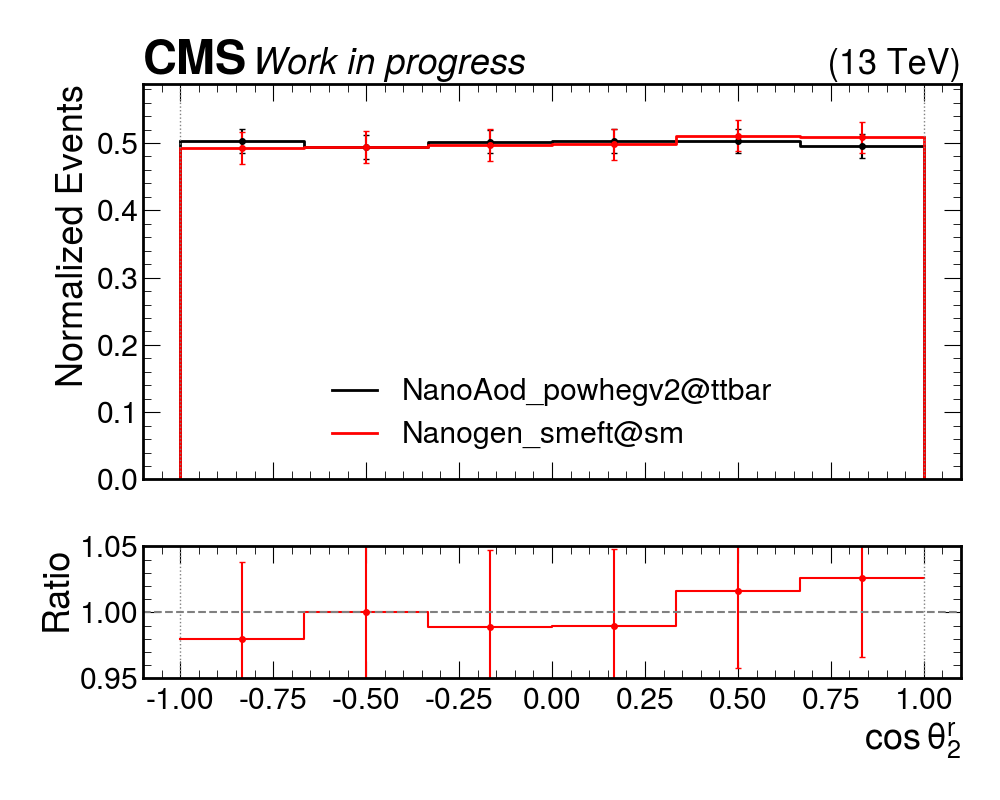 CMS Work in progress (13 TeV)
Normalized Events
0.5
0.4
0.3
0.2
0.1
0.0
NanoAod_powhegv2@ttbar
Nanogen_smeft@sm
Ratio
1.05
1.00
0.95
-1.00 -0.75 -0.50 -0.25 0.00 0.25 0.50 0.75 1.00
cos θ₂ʳ